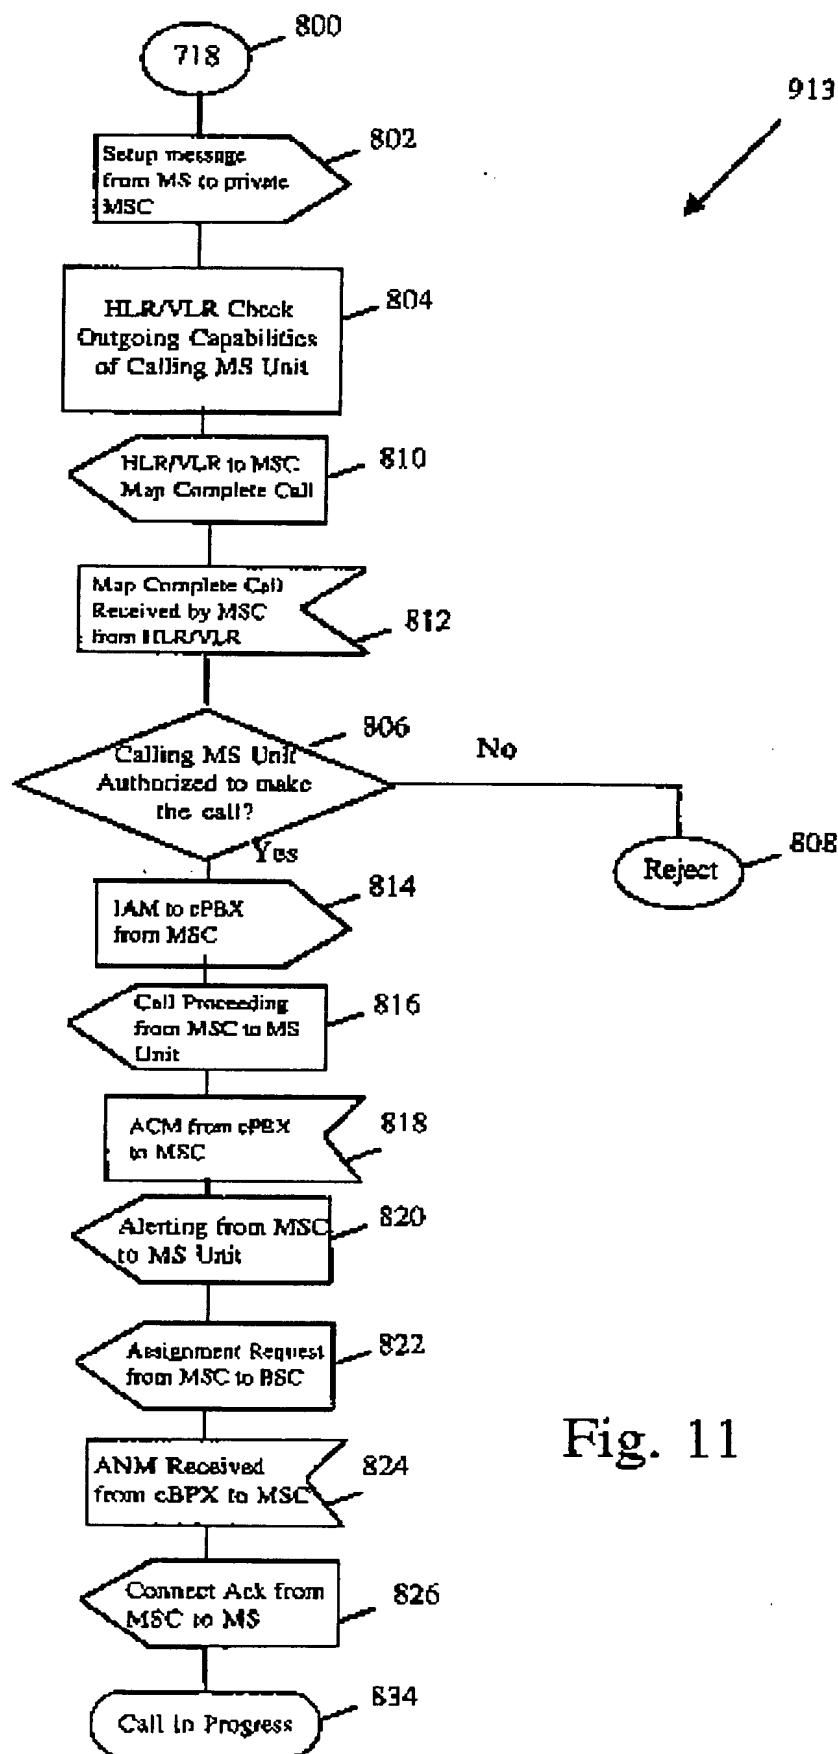 718
800
913
Setup message
from MS to private
MSC
802
HLR/VLR Check
Outgoing Capabilities
of Calling MS Unit
804
HLR/VLR to MSC
Map Complete Call
810
Map Complete Call
Received by MSC
from HLR/VLR
812
Calling MS Unit
Authorized to make
the call?
806
No
Yes
Reject
808
IAM to cPBX
from MSC
814
Call Proceeding
from MSC to MS
Unit
816
ACM from cPBX
to MSC
818
Alerting from MSC
to MS Unit
820
Assignment Request
from MSC to BSC
822
ANM Received
from cBPX to MSC
824
Connect Ack from
MSC to MS
826
Call in Progress
834
Fig. 11